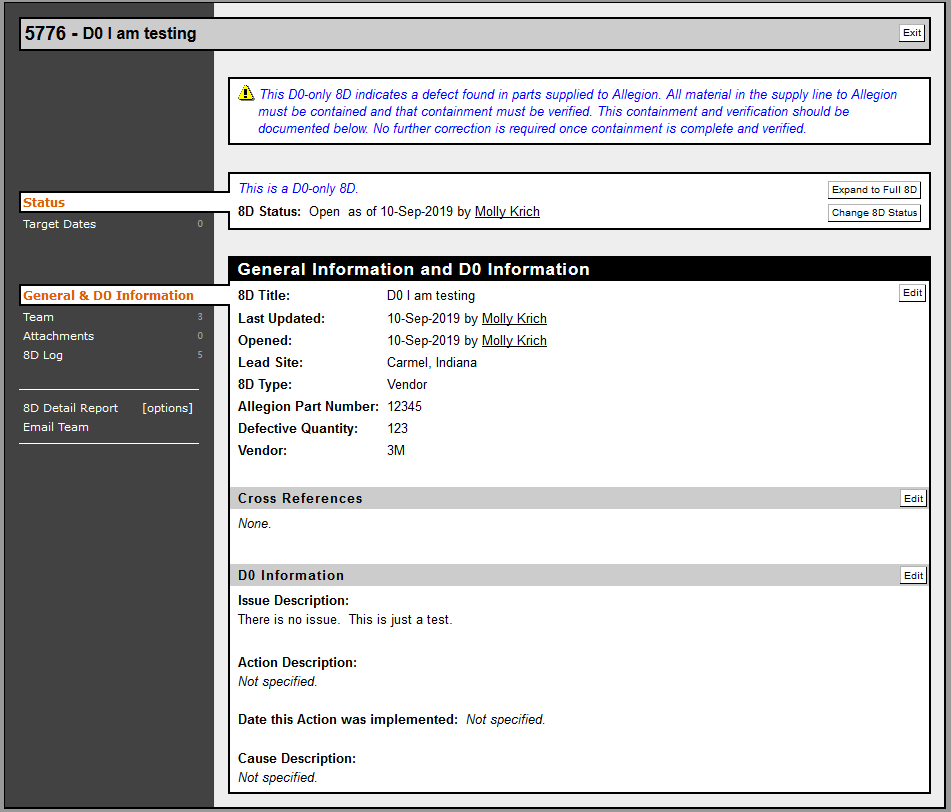 5776 - D0 I am testing
Exit
This D0-only 8D indicates a defect found in parts supplied to Allegion. All material in the supply line to Allegion
must be contained and that containment must be verified. This containment and verification should be
documented below. No further correction is required once containment is complete and verified.
Status
Target Dates 0
This is a D0-only 8D.
Expand to Full 8D
8D Status: Open as of 10-Sep-2019 by Molly Krich
Change 8D Status
General & D0 Information
Team 3
Attachments 0
8D Log 5
8D Detail Report [options]
Email Team
General Information and D0 Information
8D Title: D0 I am testing
Edit
Last Updated: 10-Sep-2019 by Molly Krich
Opened: 10-Sep-2019 by Molly Krich
Lead Site: Carmel, Indiana
8D Type: Vendor
Allegion Part Number: 12345
Defective Quantity: 123
Vendor: 3M
Cross References Edit
None.
D0 Information Edit
Issue Description:
There is no issue.  This is just a test.
Action Description:
Not specified.
Date this Action was implemented: Not specified.
Cause Description:
Not specified.